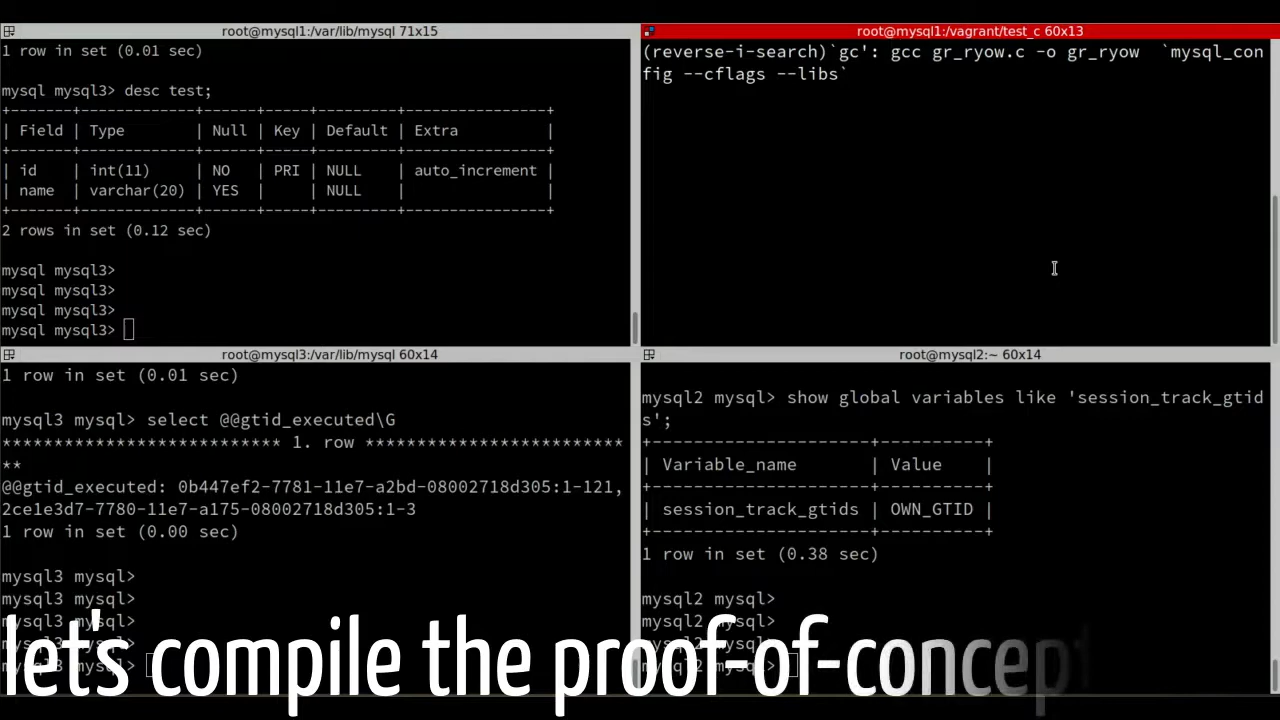 root@mysql1:/var/lib/mysql 71x15
1 row in set (0.01 sec)
mysql mysql3> desc test;
+-------+-------------+------+-----+---------+----------------+
| Field | Type        | Null | Key | Default | Extra          |
+-------+-------------+------+-----+---------+----------------+
| id    | int(11)     | NO   | PRI | NULL    | auto_increment |
| name  | varchar(20) | YES  |     | NULL    |                |
+-------+-------------+------+-----+---------+----------------+
2 rows in set (0.12 sec)
mysql mysql3>
mysql mysql3>
mysql mysql3>
mysql mysql3>
root@mysql1:/vagrant/test_c 60x13
(reverse-i-search)`gc': gcc gr_ryow.c -o gr_ryow  `mysql_con
fig --cflags --libs`
root@mysql3:/var/lib/mysql 60x14
1 row in set (0.01 sec)
mysql3 mysql> select @@gtid_executed\G
*************************** 1. row *************************
**
@@gtid_executed: 0b447ef2-7781-11e7-a2bd-08002718d305:1-121,
2ce1e3d7-7780-11e7-a175-08002718d305:1-3
1 row in set (0.00 sec)
mysql3 mysql>
mysql3 mysql>
mysql3 mysql>
root@mysql2:~ 60x14
mysql2 mysql> show global variables like 'session_track_gtid
s';
+---------------------+----------+
| Variable_name       | Value    |
+---------------------+----------+
| session_track_gtids | OWN_GTID |
+---------------------+----------+
1 row in set (0.38 sec)
mysql2 mysql>
mysql2 mysql>
let's compile the proof-of-concept